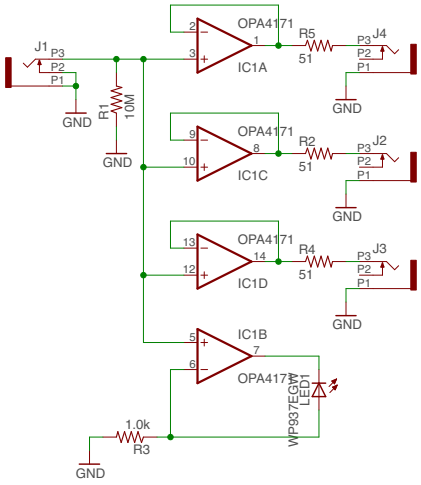 OPA4171
2
3
1
IC1A
R5
51
J4
P3
P2
P1
GND
J1
P3
P2
P1
GND
R1
10M
GND
OPA4171
9
10
8
IC1C
R2
51
J2
P3
P2
P1
GND
OPA4171
13
12
14
IC1D
R4
51
J3
P3
P2
P1
GND
IC1B
5
6
7
OPA4171
WP937EGW
LED1
1.0k
R3
GND